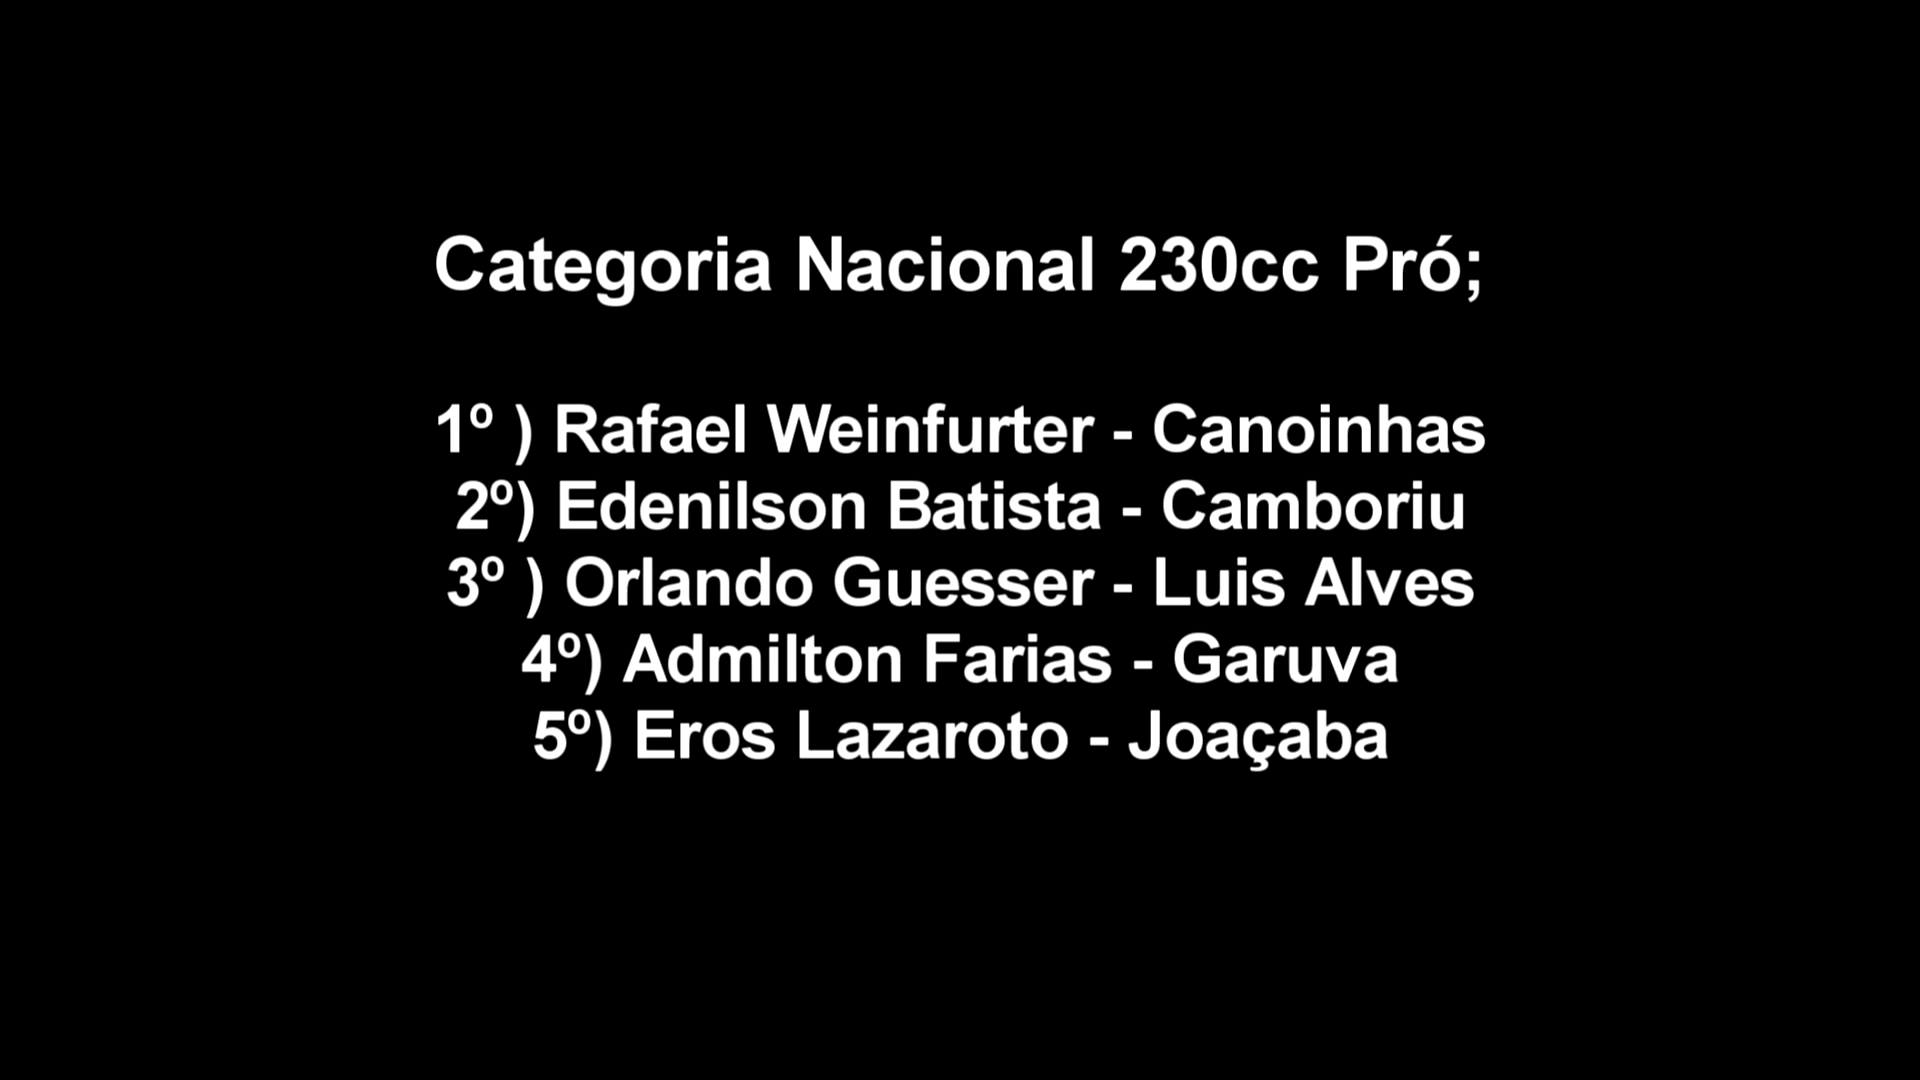 Categoria Nacional 230cc Pró;
1º ) Rafael Weinfurter - Canoinhas
2º) Edenilson Batista - Camboriu
3º ) Orlando Guesser - Luis Alves
4º) Admilton Farias - Garuva
5º) Eros Lazaroto - Joaçaba